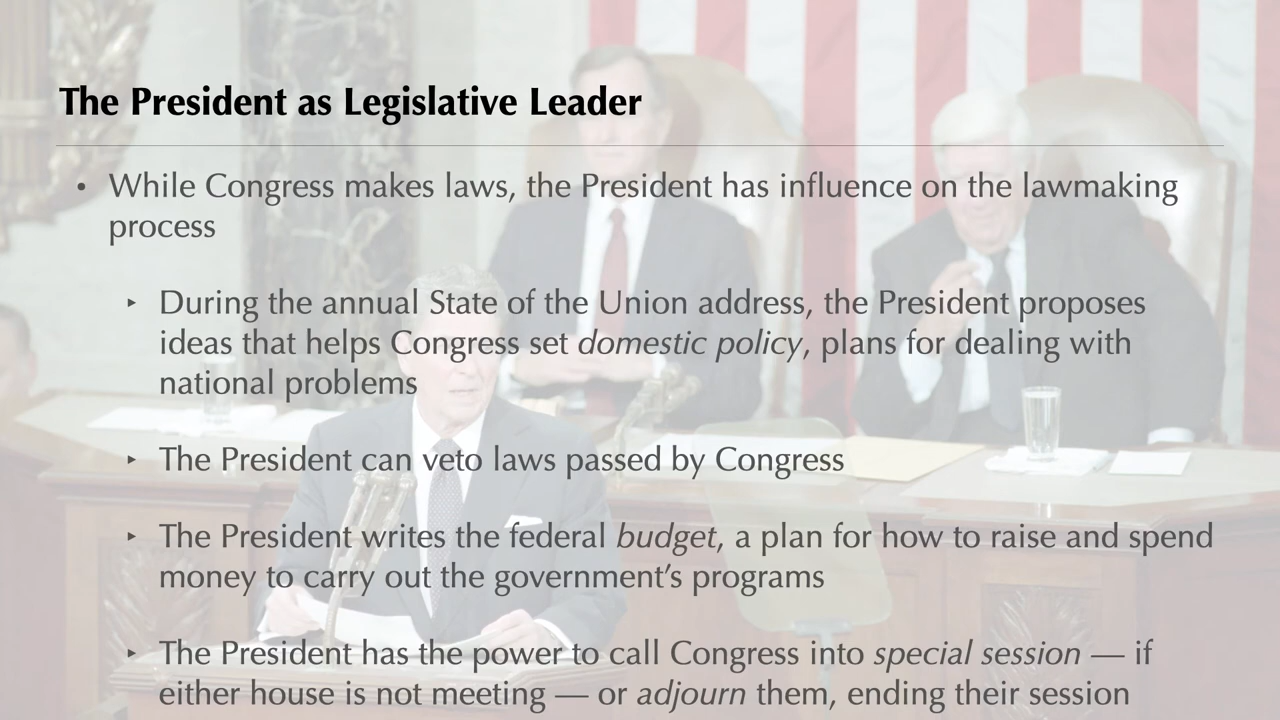 The President as Legislative Leader
• While Congress makes laws, the President has influence on the lawmaking
process
‣ During the annual State of the Union address, the President proposes
ideas that helps Congress set domestic policy, plans for dealing with
national problems
‣ The President can veto laws passed by Congress
‣ The President writes the federal budget, a plan for how to raise and spend
money to carry out the government’s programs
‣ The President has the power to call Congress into special session — if
either house is not meeting — or adjourn them, ending their session